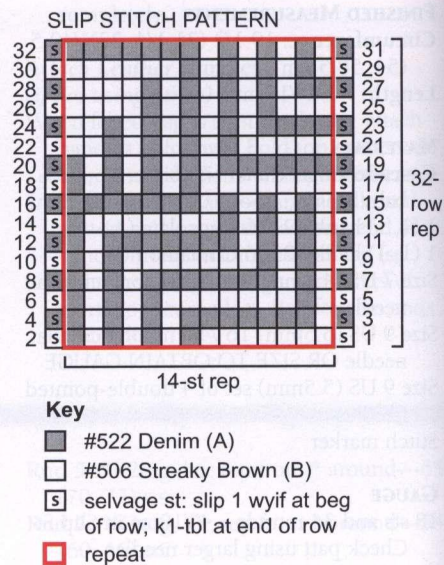 SLIP STITCH PATTERN
32 S S 31
30 S S 29
28 S S 27
26 S S 25
24 S S 23
22 S S 21
20 S S 19
18 S S 17
16 S S 15
14 S S 13
12 S S 11
10 S S 9
8 S S 7
6 S S 5
4 S S 3
2 S S 1
32-
row
rep
14-st rep
Key
#522 Denim (A)
#506 Streaky Brown (B)
S selvage st: slip 1 wyif at beg
of row, k1-tbl at end of row
repeat